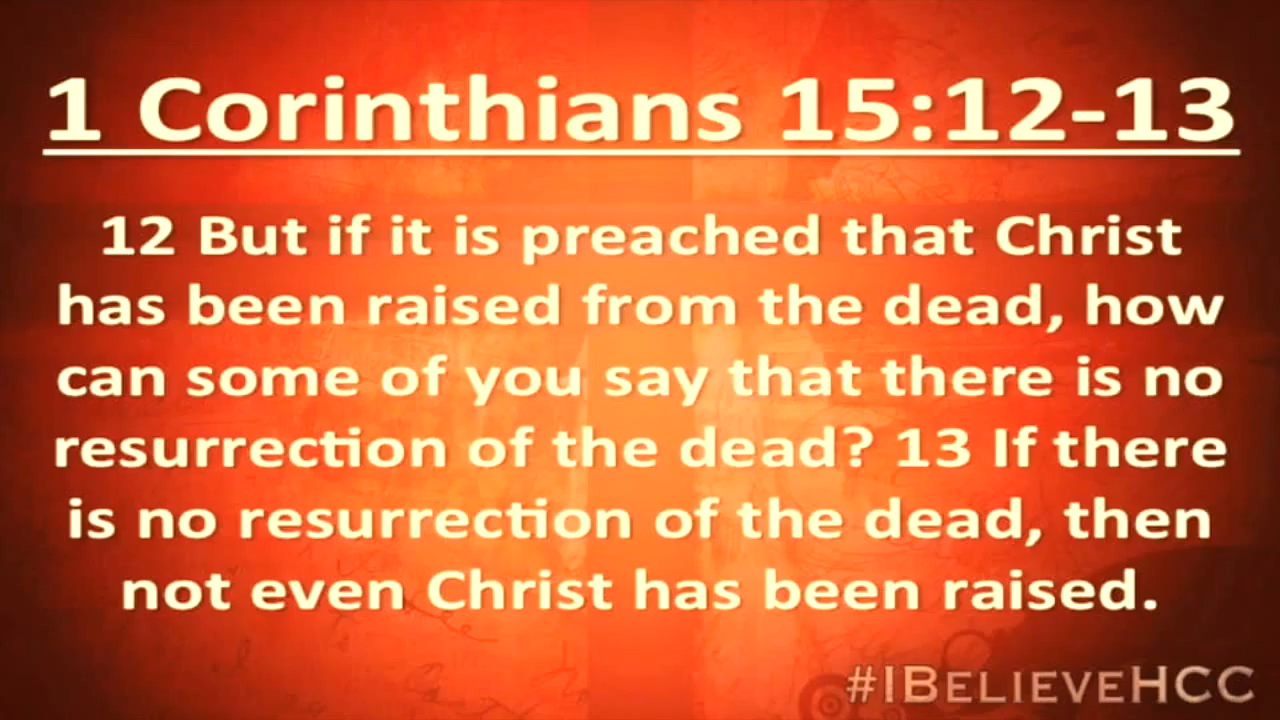 1 Corinthians 15:12-13
12 But if it is preached that Christ
has been raised from the dead, how
can some of you say that there is no
resurrection of the dead? 13 If there
is no resurrection of the dead, then
not even Christ has been raised.
#IBelieveHCC